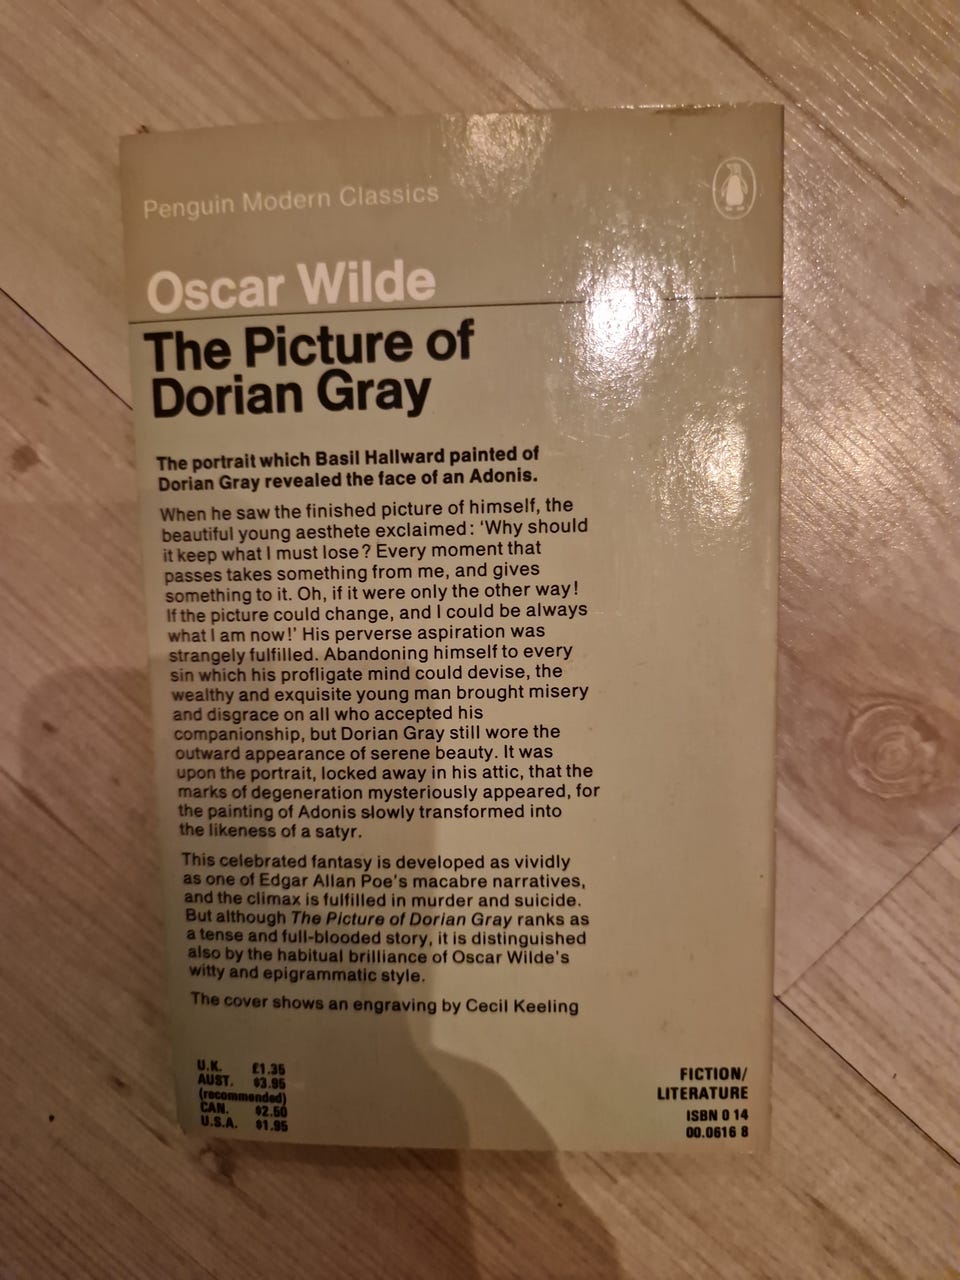 Penguin Modern Classics
Oscar Wilde
The Picture of
Dorian Gray
The portrait which Basil Hallward painted of
Dorian Gray revealed the face of an Adonis.
When he saw the finished picture of himself, the
beautiful young aesthete exclaimed: 'Why should
it keep what I must lose? Every moment that
passes takes something from me, and gives
something to it. Oh, if it were only the other way!
If the picture could change, and I could be always
what I am now!' His perverse aspiration was
strangely fulfilled. Abandoning himself to every
sin which his profligate mind could devise, the
wealthy and exquisite young man brought misery
and disgrace on all who accepted his
companionship, but Dorian Gray still wore the
outward appearance of serene beauty. It was
upon the portrait, locked away in his attic, that the
marks of degeneration mysteriously appeared, for
the painting of Adonis slowly transformed into
the likeness of a satyr.
This celebrated fantasy is developed as vividly
as one of Edgar Allan Poe's macabre narratives,
and the climax is fulfilled in murder and suicide.
But although The Picture of Dorian Gray ranks as
a tense and full-blooded story, it is distinguished
also by the habitual brilliance of Oscar Wilde's
witty and epigrammatic style.
The cover shows an engraving by Cecil Keeling
U.K. £1.35
AUST. $3.95
(recommended)
CAN. $2.50
U.S.A. $1.95
FICTION/
LITERATURE
ISBN 0 14
00.0616 8